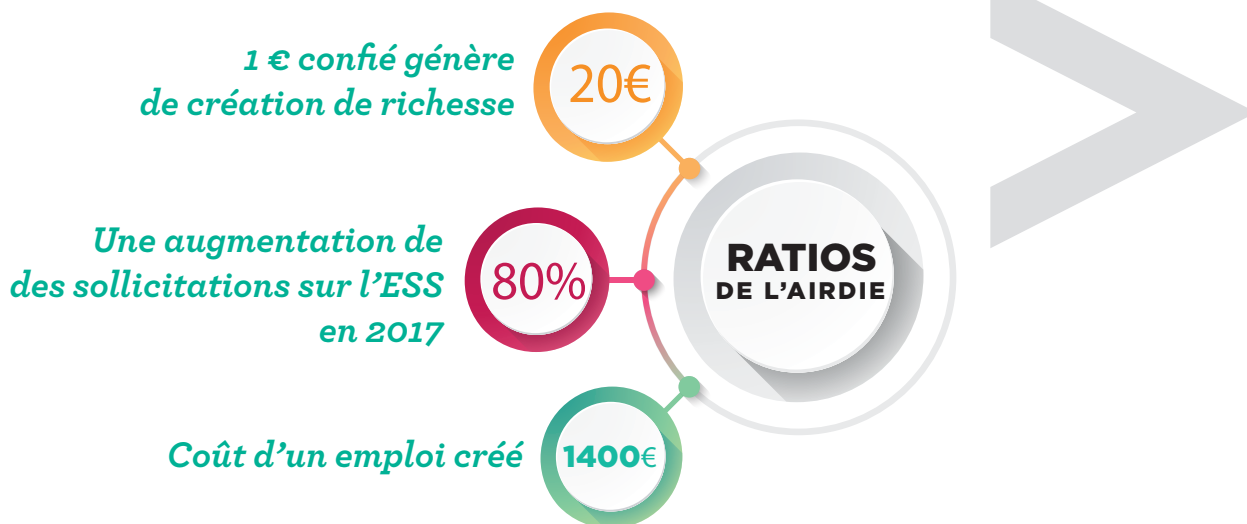 1 € confié génère
de création de richesse
20€
Une augmentation de
des sollicitations sur l'ESS
en 2017
80%
Coût d'un emploi créé
1400€
RATIOS
DE L'AIRDIE